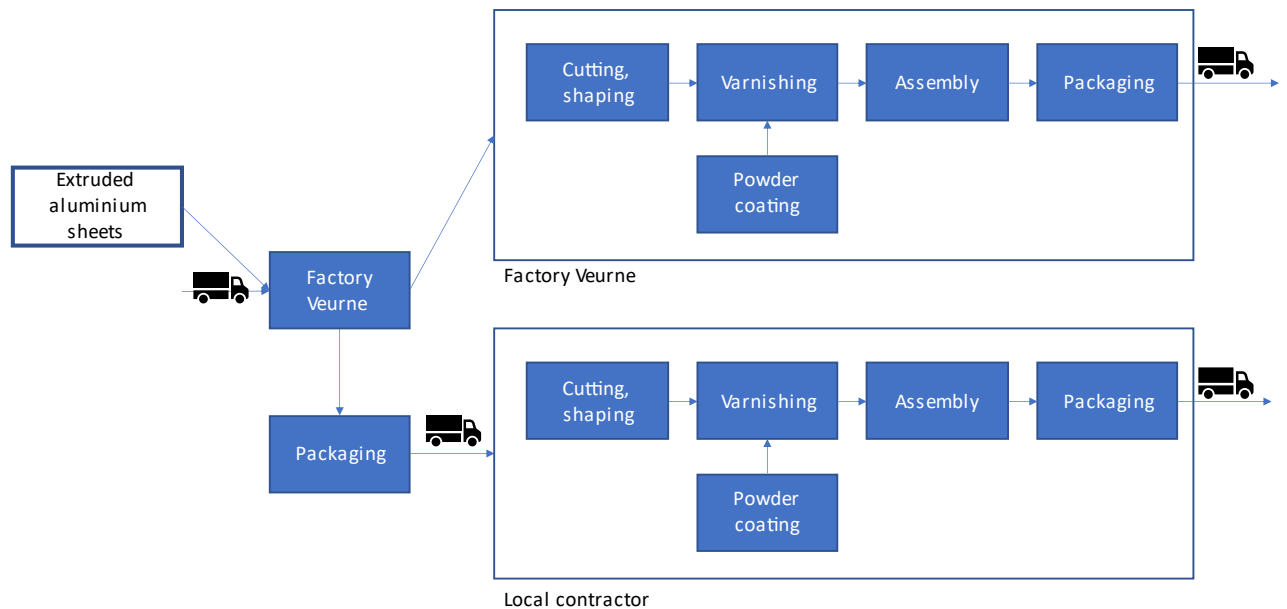 Cutting,
shaping
Varnishing
Assembly
Packaging
Powder
coating
Factory Veurne
Extruded
aluminium
sheets
Factory
Veurne
Packaging
Cutting,
shaping
Varnishing
Assembly
Packaging
Powder
coating
Local contractor